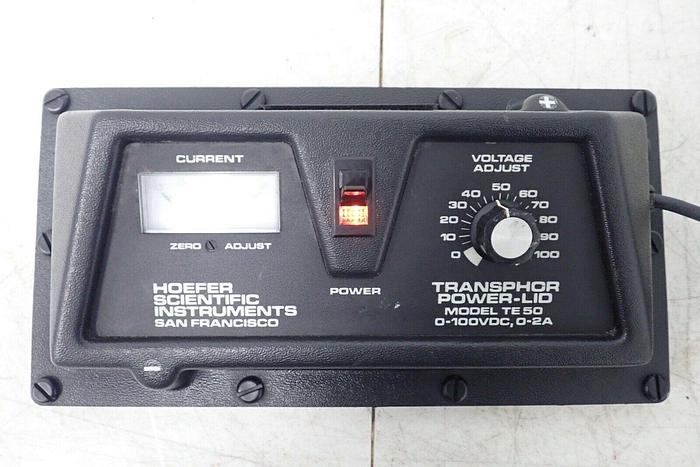 CURRENT
ZERO ADJUST
HOEFER
SCIENTIFIC
INSTRUMENTS
SAN FRANCISCO
POWER
VOLTAGE
ADJUST
0 10 20 30 40 50 60 70 80 90 100
TRANSPHOR
POWER-LID
MODEL TE 50
0-100VDC, 0-2A
+
-